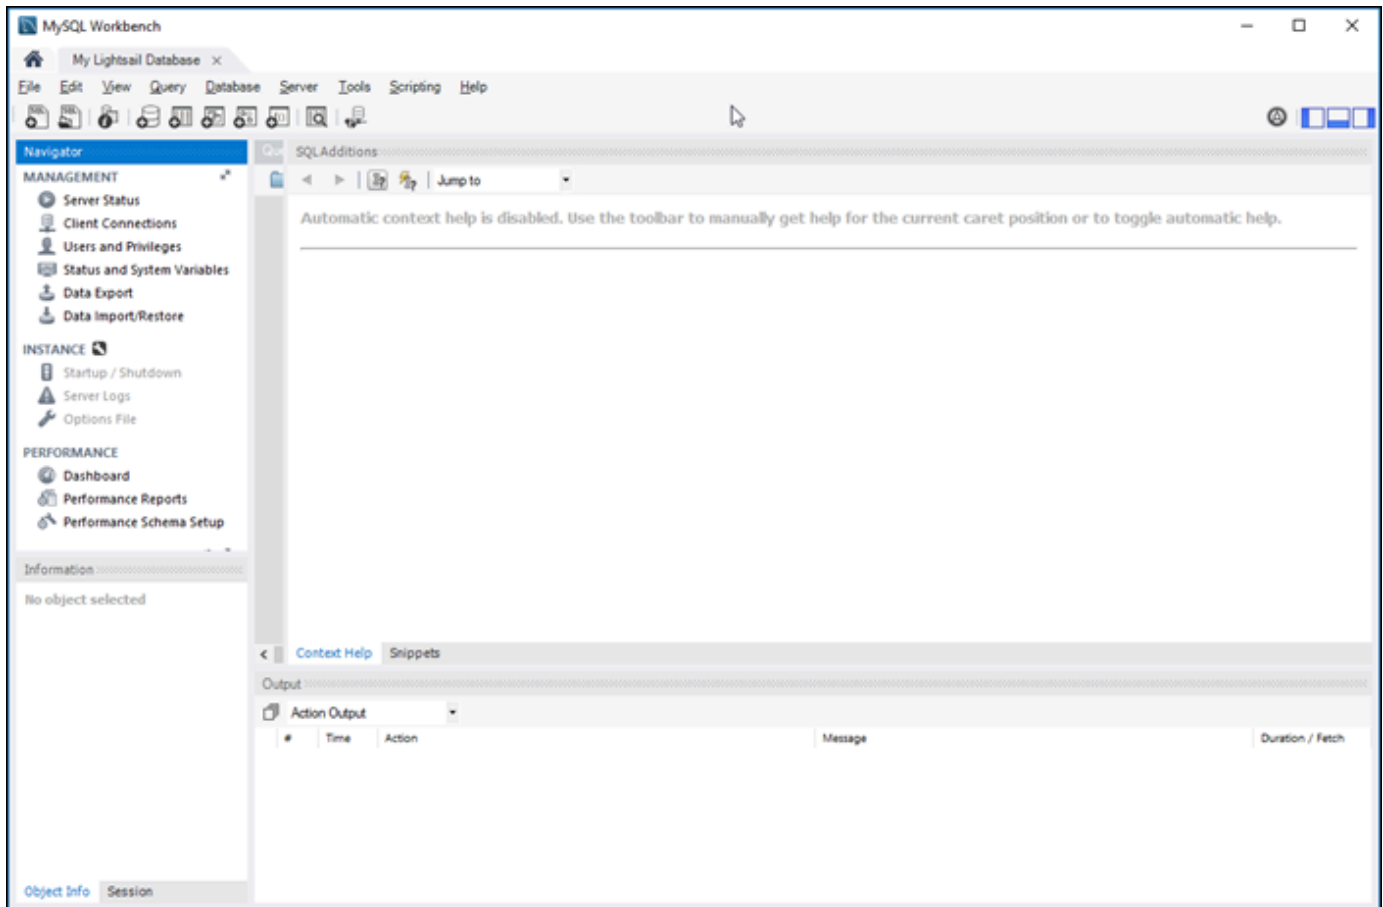 MySQL Workbench
My Lightsail Database
File Edit View Query Database Server Tools Scripting Help
Navigator
MANAGEMENT
Server Status
Client Connections
Users and Privileges
Status and System Variables
Data Export
Data Import/Restore
INSTANCE
Startup / Shutdown
Server Logs
Options File
PERFORMANCE
Dashboard
Performance Reports
Performance Schema Setup
Information
No object selected
Object Info Session
SQLAdditions
Jump to
Automatic context help is disabled. Use the toolbar to manually get help for the current caret position or to toggle automatic help.
Context Help Snippets
Output
Action Output
# Time Action Message Duration / Fetch